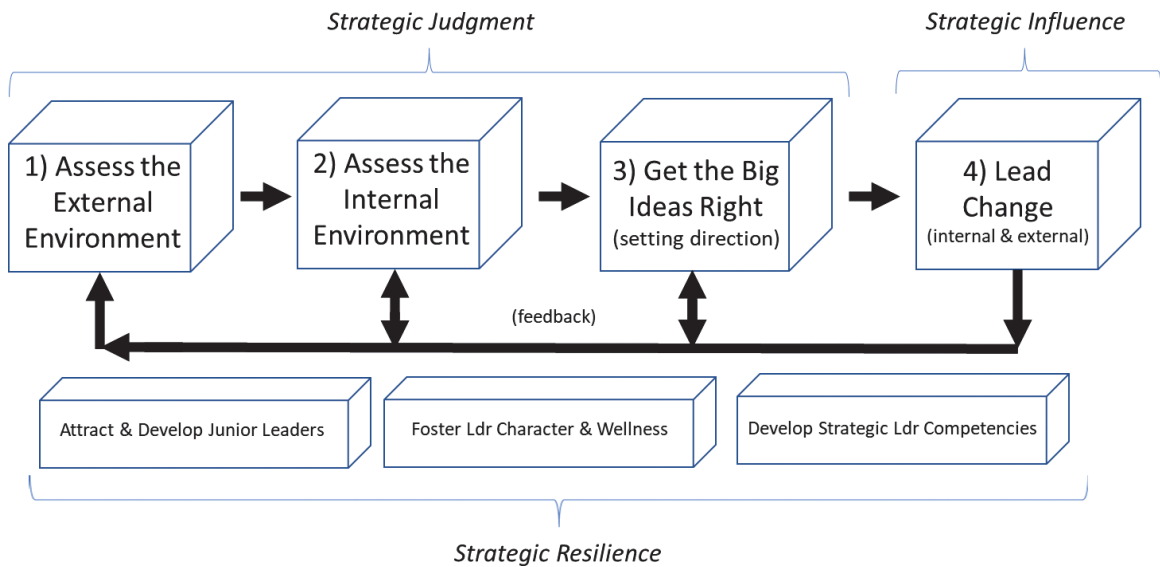 Strategic Judgment
Strategic Influence
1) Assess the
External
Environment
2) Assess the
Internal
Environment
3) Get the Big
Ideas Right
(setting direction)
4) Lead
Change
(internal & external)
(feedback)
Attract & Develop Junior Leaders
Foster Ldr Character & Wellness
Develop Strategic Ldr Competencies
Strategic Resilience